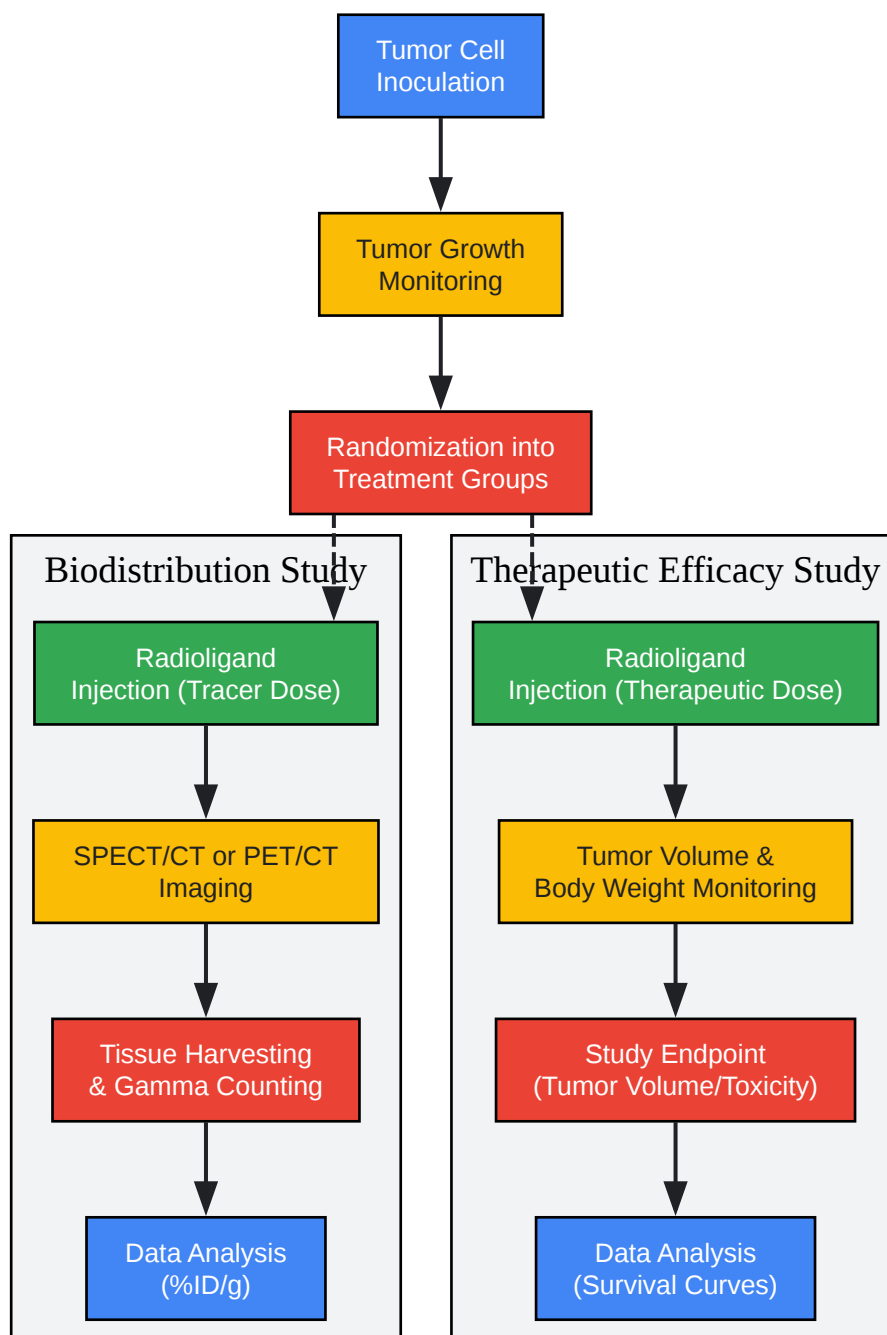 Tumor Cell
Inoculation
Tumor Growth
Monitoring
Randomization into
Treatment Groups
Biodistribution Study
Radioligand
Injection (Tracer Dose)
SPECT/CT or PET/CT
Imaging
Tissue Harvesting
& Gamma Counting
Data Analysis
(%ID/g)
Therapeutic Efficacy Study
Radioligand
Injection (Therapeutic Dose)
Tumor Volume &
Body Weight Monitoring
Study Endpoint
(Tumor Volume/Toxicity)
Data Analysis
(Survival Curves)